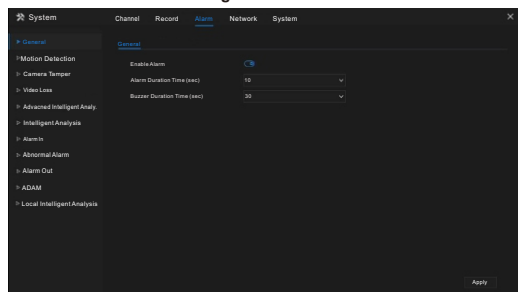 System
Channel Record Alarm Network System
General
Motion Detection
Camera Tamper
Video Loss
Advacned Intelligent Analy.
Intelligent Analysis
Alarm In
Abnormal Alarm
Alarm Out
ADAM
Local Intelligent Analysis
General
Enable Alarm
Alarm Duration Time (sec) 10
Buzzer Duration Time (sec) 30
Apply